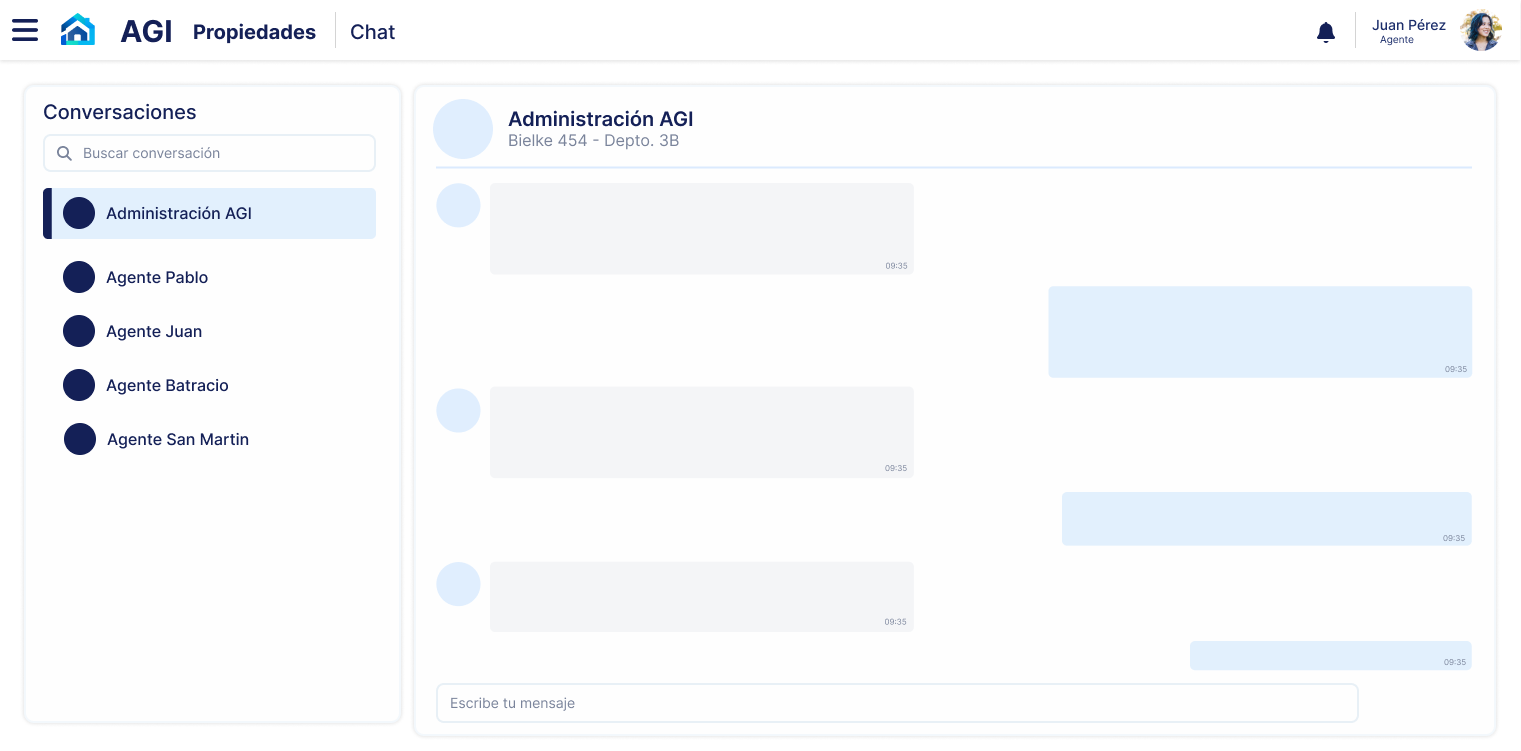 AGI Propiedades Chat
Juan Pérez
Agente
Conversaciones
Buscar conversación
Administración AGI
Agente Pablo
Agente Juan
Agente Batracio
Agente San Martin
Administración AGI
Bielke 454 - Depto. 3B
09:35
09:35
09:35
09:35
09:35
09:35
Escribe tu mensaje